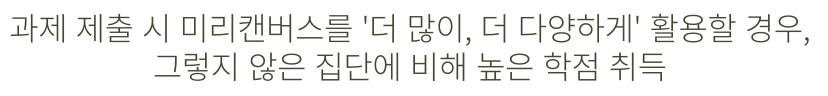 과제 제출 시 미리캔버스를 '더 많이, 더 다양하게' 활용할 경우,
그렇지 않은 집단에 비해 높은 학점 취득